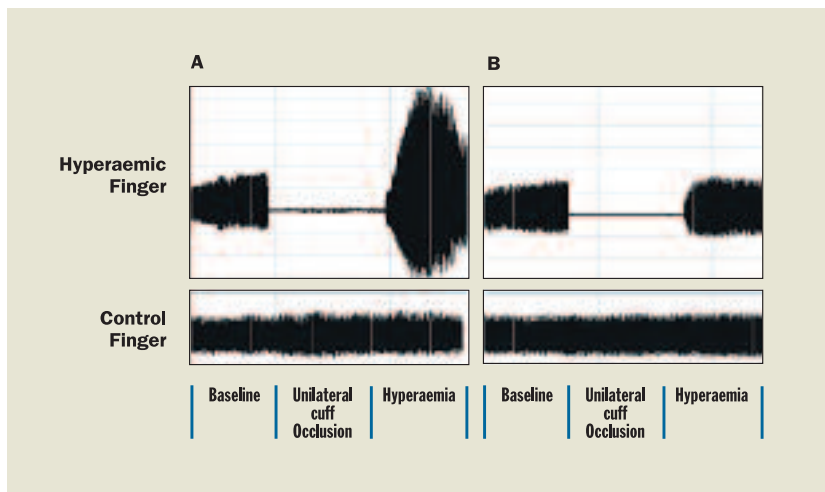 A
B
Hyperaemic
Finger
Control
Finger
Baseline
Unilateral
cuff
Occlusion
Hyperaemia
Baseline
Unilateral
cuff
Occlusion
Hyperaemia